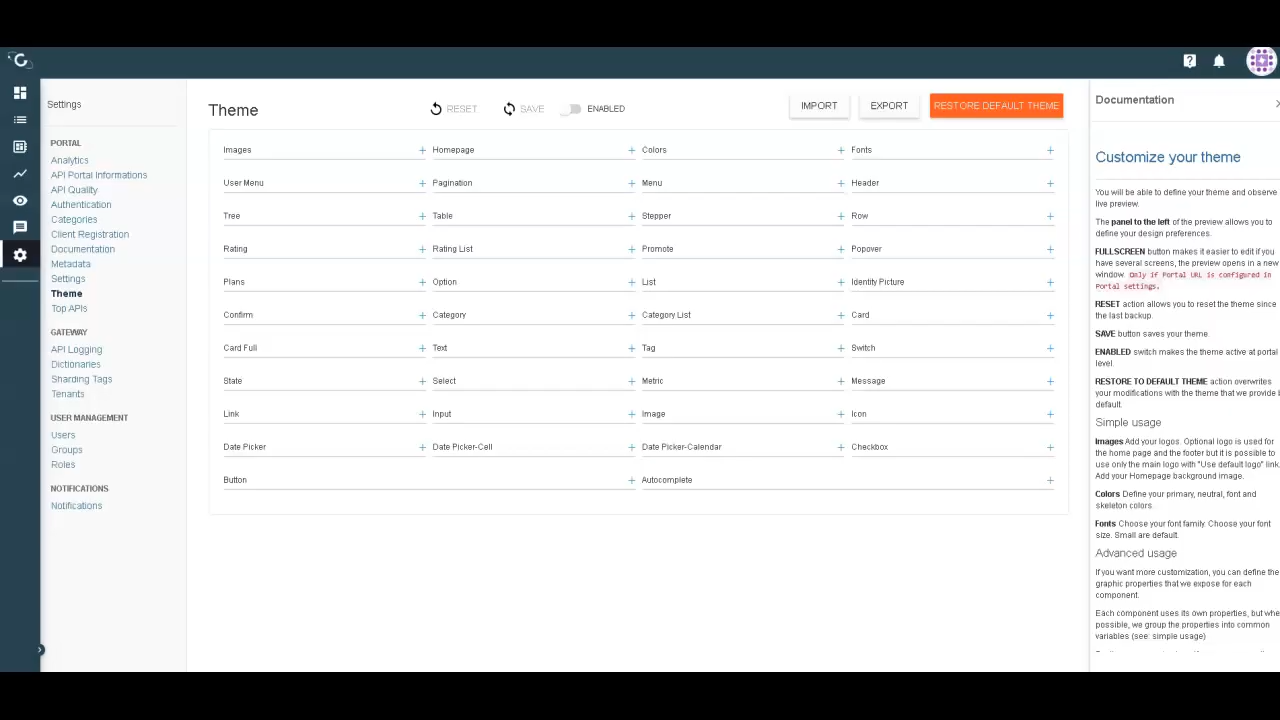 Settings
PORTAL
Analytics
API Portal Informations
API Quality
Authentication
Categories
Client Registration
Documentation
Metadata
Settings
Theme
Top APIs
GATEWAY
API Logging
Dictionaries
Sharding Tags
Tenants
USER MANAGEMENT
Users
Groups
Roles
NOTIFICATIONS
Notifications
Theme
RESET
SAVE
ENABLED
IMPORT
EXPORT
RESTORE DEFAULT THEME
Images + Homepage + Colors + Fonts +
User Menu + Pagination + Menu + Header +
Tree + Table + Stepper + Row +
Rating + Rating List + Promote + Popover +
Plans + Option + List + Identity Picture +
Confirm + Category + Category List + Card +
Card Full + Text + Tag + Switch +
State + Select + Metric + Message +
Link + Input + Image + Icon +
Date Picker + Date Picker-Cell + Date Picker-Calendar + Checkbox +
Button + Autocomplete +
Documentation
Customize your theme
You will be able to define your theme and observe
live preview.
The panel to the left of the preview allows you to
define your design preferences.
FULLSCREEN button makes it easier to edit if you
have several screens, the preview opens in a new
window. Only if Portal URL is configured in
Portal settings.
RESET action allows you to reset the theme since
the last backup.
SAVE button saves your theme.
ENABLED switch makes the theme active at portal
level.
RESTORE TO DEFAULT THEME action overwrites
your modifications with the theme that we provide
default.
Simple usage
Images Add your logos. Optional logo is used for
the home page and the footer but it is possible to
use only the main logo with "Use default logo" link.
Add your Homepage background image.
Colors Define your primary, neutral, font and
skeleton colors.
Fonts Choose your font family. Choose your font
size. Small are default.
Advanced usage
If you want more customization, you can define the
graphic properties that we expose for each
component.
Each component uses its own properties, but whe
possible, we group the properties into common
variables (see: simple usage)